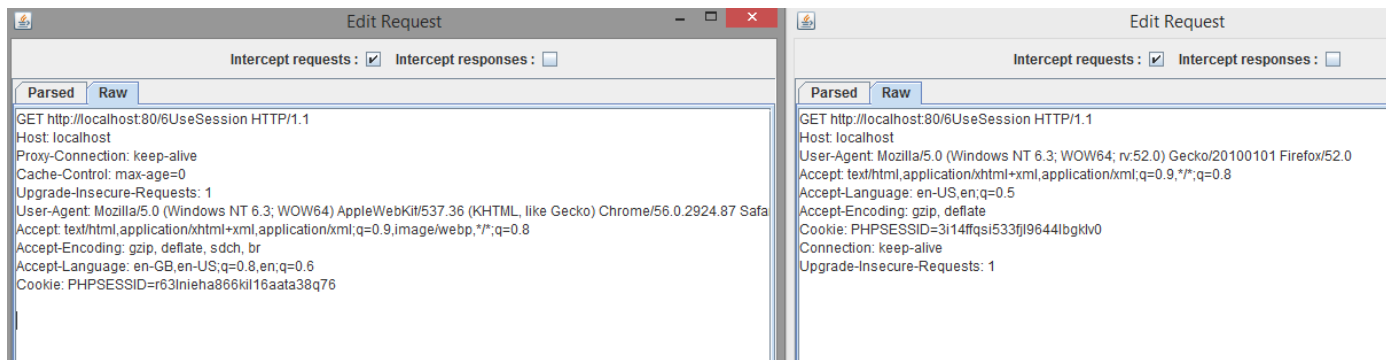 Edit Request
Intercept requests : Intercept responses :
Parsed Raw
GET http://localhost:80/6UseSession HTTP/1.1
Host: localhost
Proxy-Connection: keep-alive
Cache-Control: max-age=0
Upgrade-Insecure-Requests: 1
User-Agent: Mozilla/5.0 (Windows NT 6.3; WOW64) AppleWebKit/537.36 (KHTML, like Gecko) Chrome/56.0.2924.87 Safa
Accept: text/html,application/xhtml+xml,application/xml;q=0.9,image/webp,*/*;q=0.8
Accept-Encoding: gzip, deflate, sdch, br
Accept-Language: en-GB,en-US;q=0.8,en;q=0.6
Cookie: PHPSESSID=r63lnieha866kil16aata38q76
Edit Request
Intercept requests : Intercept responses :
Parsed Raw
GET http://localhost:80/6UseSession HTTP/1.1
Host: localhost
User-Agent: Mozilla/5.0 (Windows NT 6.3; WOW64; rv:52.0) Gecko/20100101 Firefox/52.0
Accept: text/html,application/xhtml+xml,application/xml;q=0.9,*/*;q=0.8
Accept-Language: en-US,en;q=0.5
Accept-Encoding: gzip, deflate
Cookie: PHPSESSID=3i14ffqsi533fjl9644lbgklv0
Connection: keep-alive
Upgrade-Insecure-Requests: 1